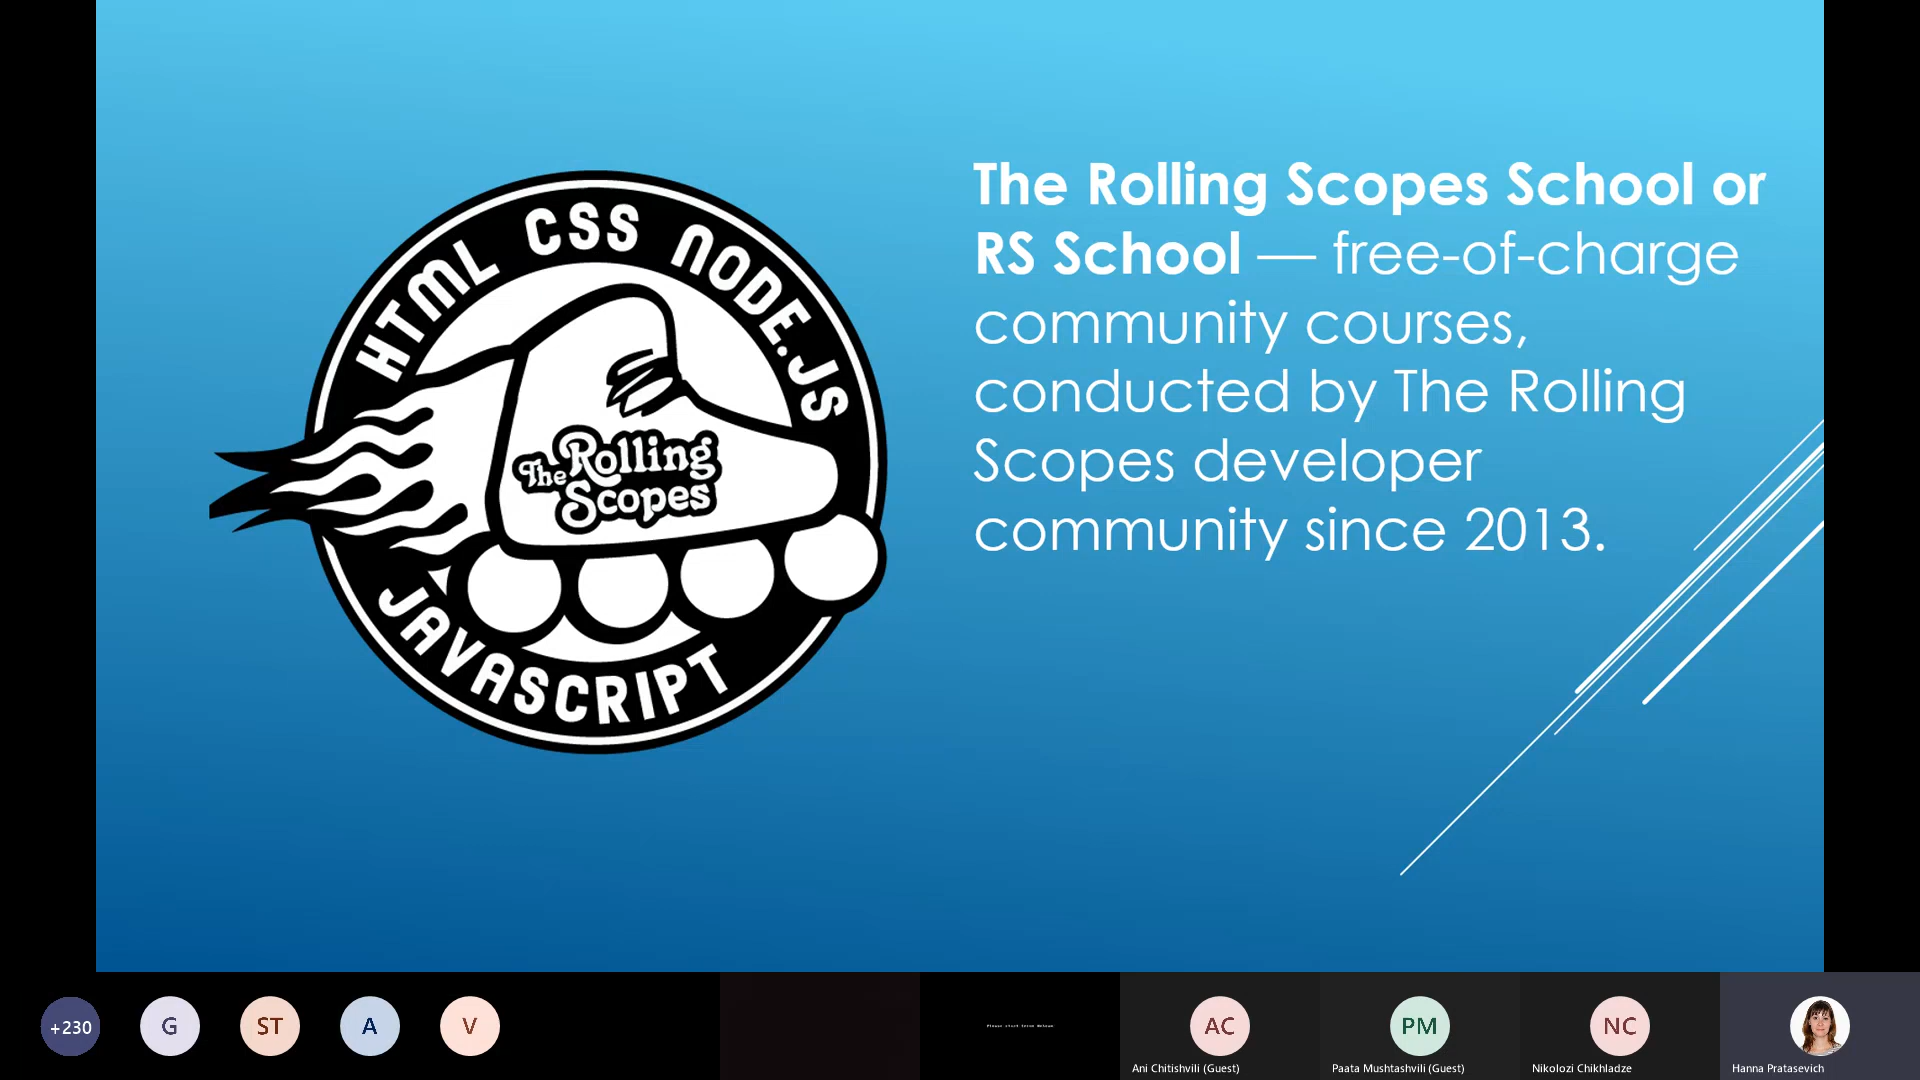 HTML CSS NODE.JS
The Rolling
Scopes
JAVASCRIPT
The Rolling Scopes School or
RS School — free-of-charge
community courses,
conducted by The Rolling
Scopes developer
community since 2013.
+230
G
ST
A
V
AC
PM
NC
Ani Chitishvili (Guest)
Paata Mushtashvili (Guest)
Nikolozi Chikhladze
Hanna Pratasevich